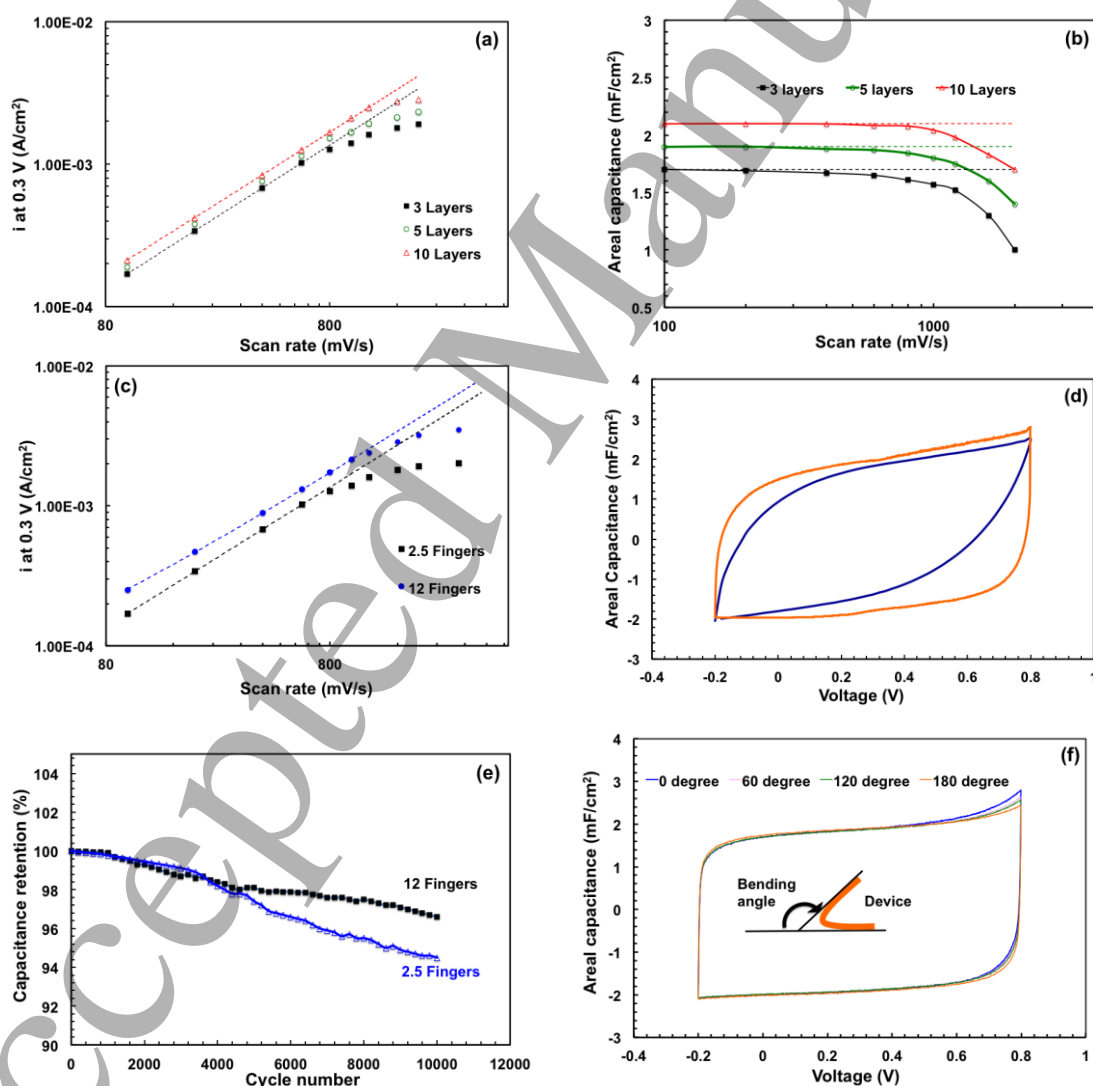 (a)
1.00E-02
1.00E-03
1.00E-04
i at 0.3 V (A/cm²)
3 Layers
5 Layers
10 Layers
80
800
Scan rate (mV/s)
(b)
3
2.5
2
1.5
1
0.5
Areal capacitance (mF/cm²)
3 layers
5 layers
10 Layers
100
1000
Scan rate (mV/s)
(c)
1.00E-02
1.00E-03
1.00E-04
i at 0.3 V (A/cm²)
2.5 Fingers
12 Fingers
80
800
Scan rate (mV/s)
(d)
4
3
2
1
0
-1
-2
-3
Areal Capacitance (mF/cm²)
-0.4 -0.2 0 0.2 0.4 0.6 0.8 1
Voltage (V)
(e)
104
102
100
98
96
94
92
90
Capacitance retention (%)
12 Fingers
2.5 Fingers
0 2000 4000 6000 8000 10000 12000
Cycle number
(f)
4
3
2
1
0
-1
-2
-3
Areal capacitance (mF/cm²)
0 degree 60 degree 120 degree 180 degree
Bending
angle
Device
-0.4 -0.2 0 0.2 0.4 0.6 0.8 1
Voltage (V)
ccepted Manu